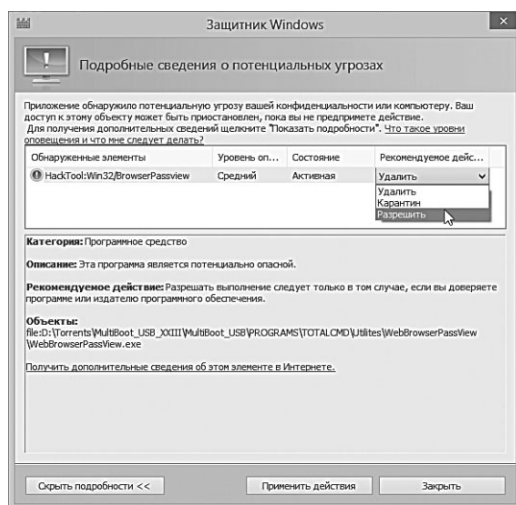 Защитник Windows
Подробные сведения о потенциальных угрозах
Приложение обнаружило потенциальную угрозу вашей конфиденциальности или компьютеру. Ваш
доступ к этому объекту может быть приостановлен, пока вы не предпримете действие.
Для получения дополнительных сведений щелкните "Показать подробности". Что такое уровни
оповещения и что мне следует делать?
Обнаруженные элементы Уровень оп... Состояние Рекомендуемое дейс...
HackTool:Win32/BrowserPassview Средний Активная Удалить
Удалить
Карантин
Разрешить
Категория: Программное средство
Описание: Эта программа является потенциально опасной.
Рекомендуемое действие: Разрешать выполнение следует только в том случае, если вы доверяете
программе или издателю программного обеспечения.
Объекты:
file:D:\Torrents\MultiBoot_USB_XXIII\MultiBoot_USB\PROGRAMS\TOTALCMD\Utilites\WebBrowserPassView
\WebBrowserPassView.exe
Получить дополнительные сведения об этом элементе в Интернете.
Скрыть подробности << Применить действия Закрыть